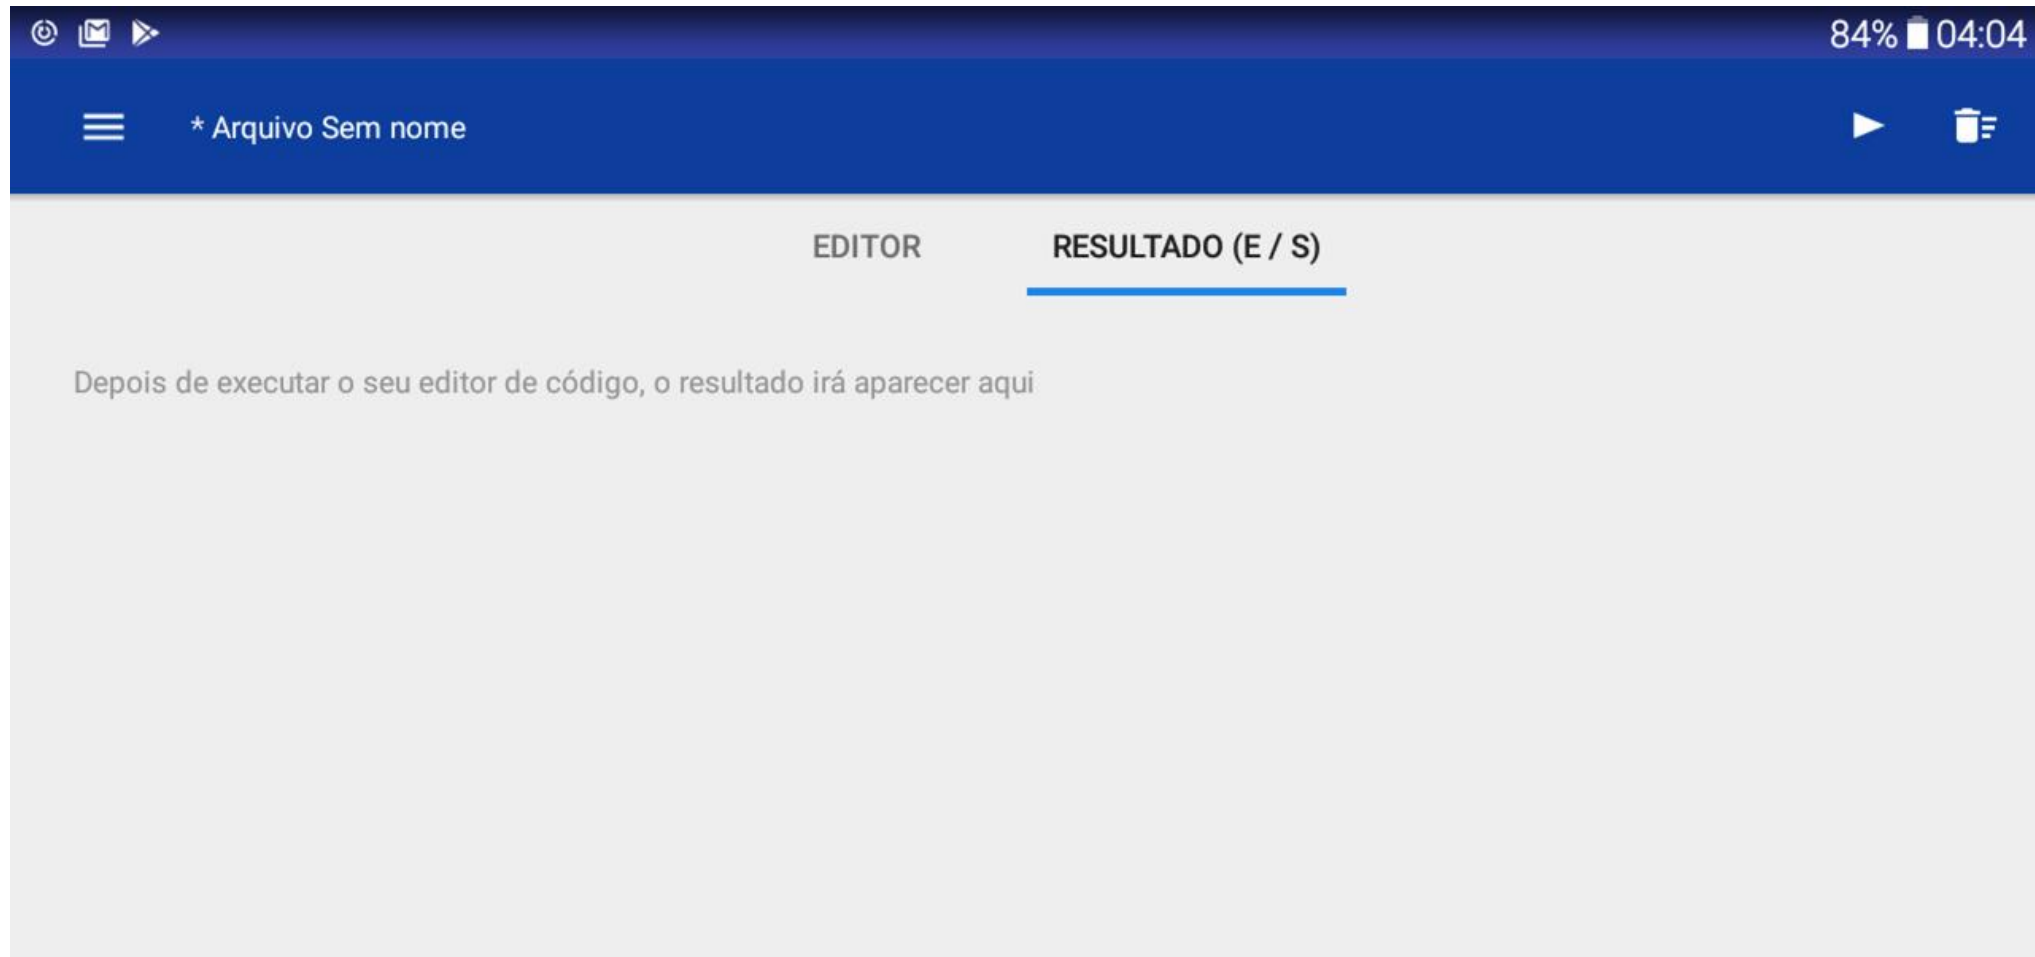 84% 04:04
* Arquivo Sem nome
EDITOR RESULTADO (E / S)
Depois de executar o seu editor de código, o resultado irá aparecer aqui